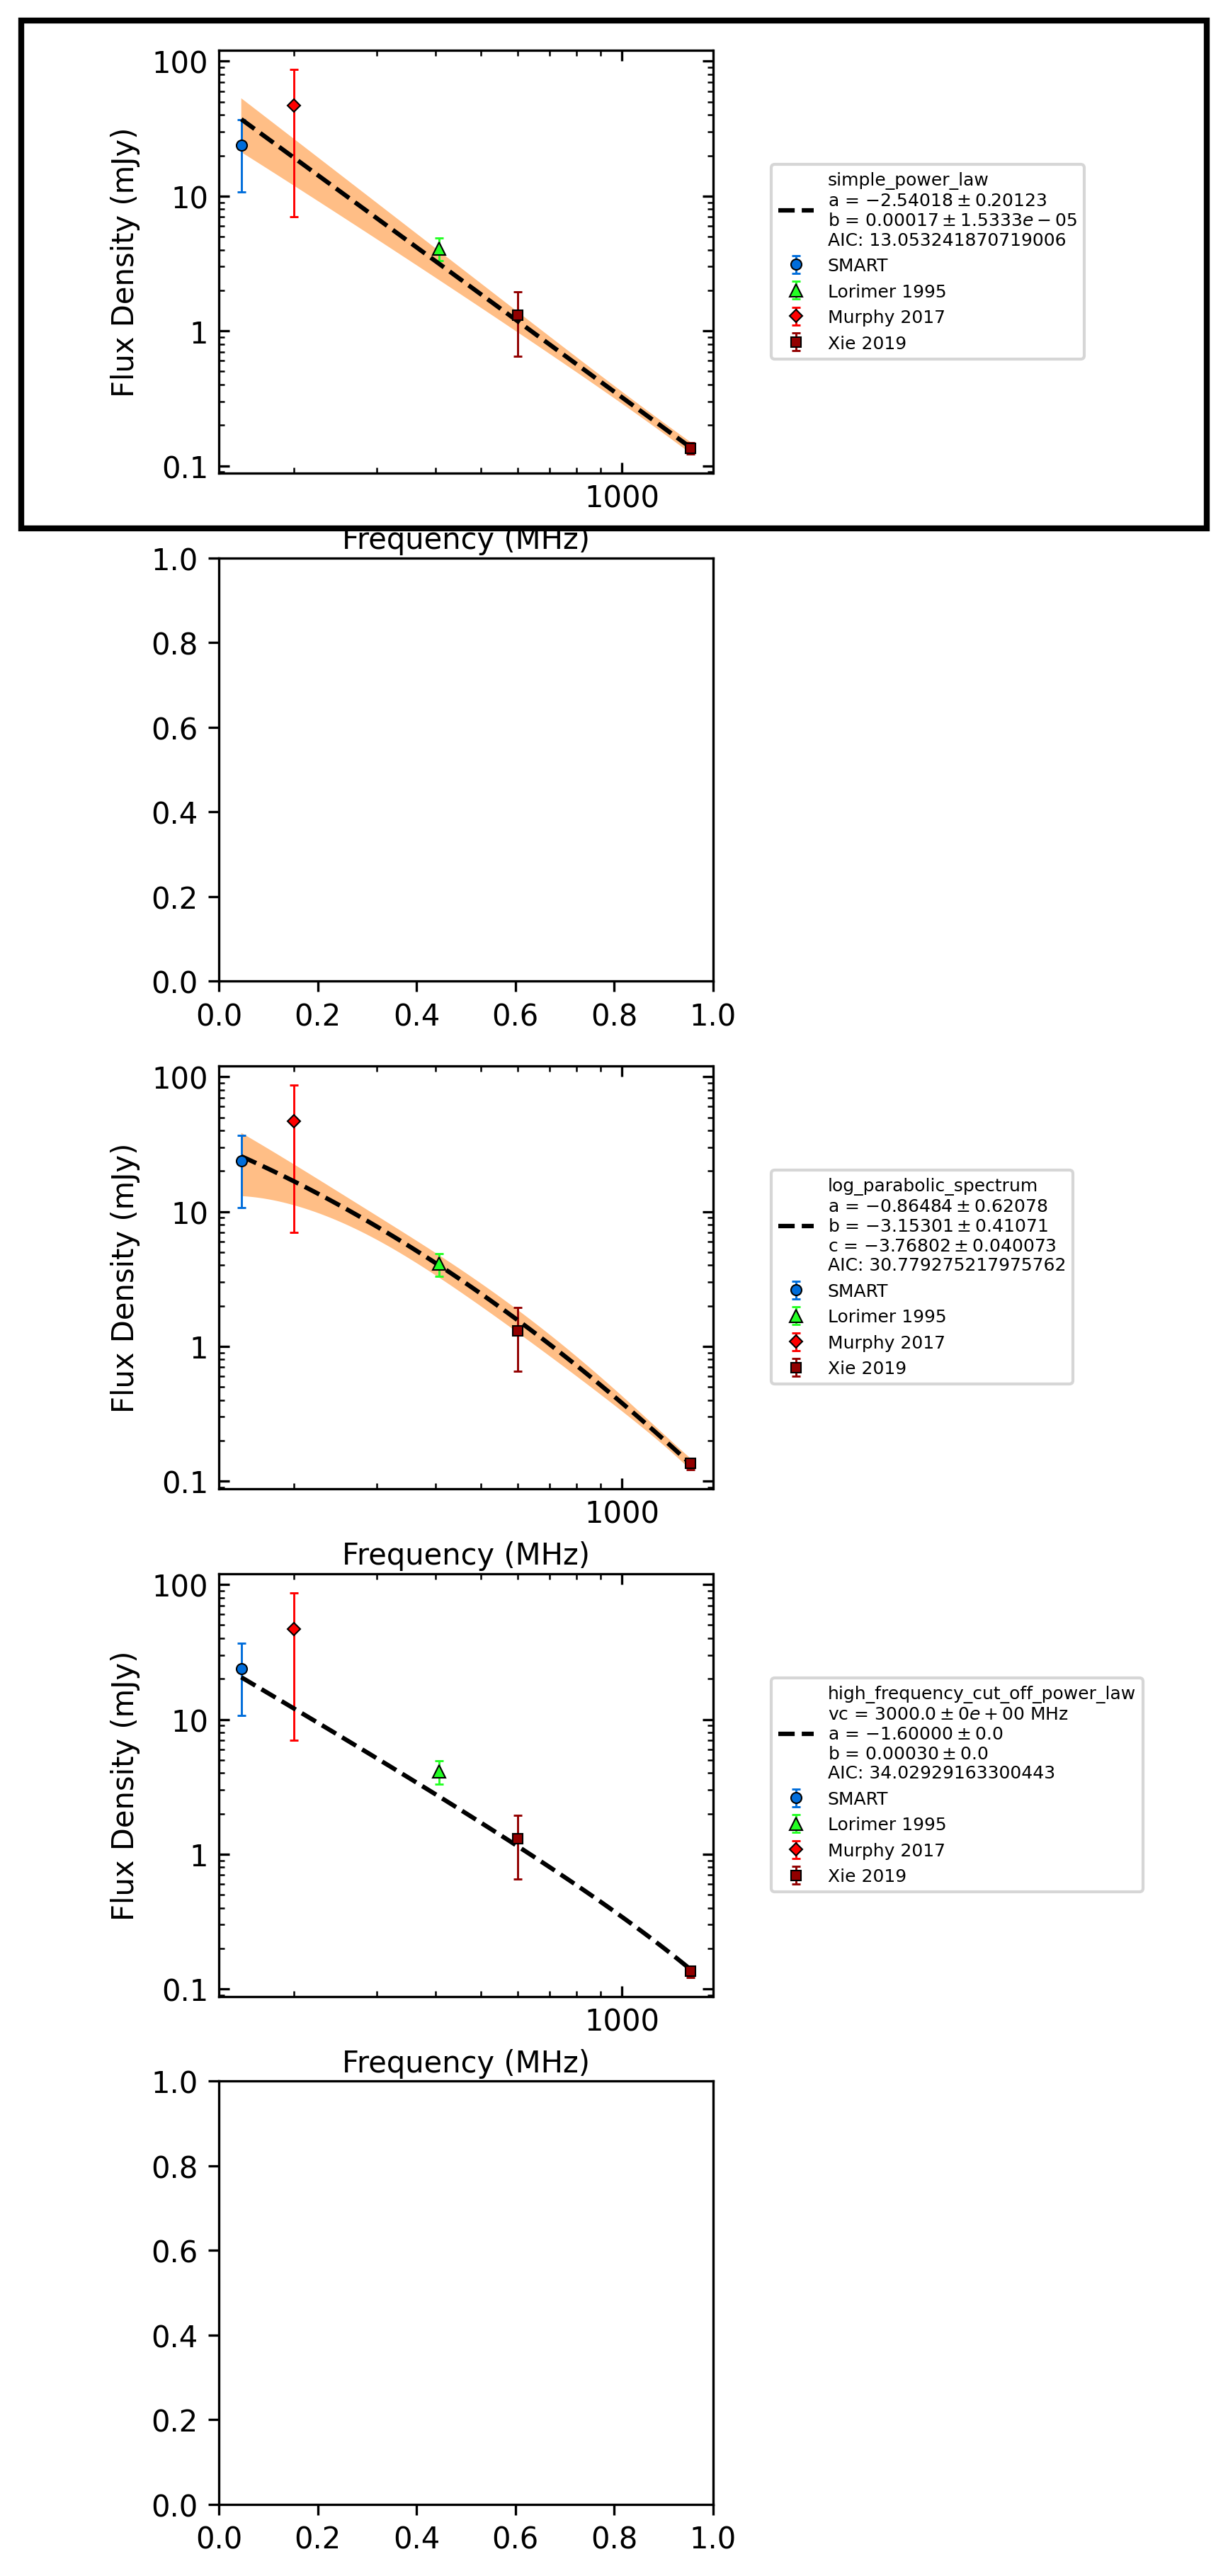 100
10
1
0.1
Flux Density (mJy)
1000
Frequency (MHz)
simple_power_law
a = −2.54018 ± 0.20123
b = 0.00017 ± 1.5333e − 05
AIC: 13.053241870719006
SMART
Lorimer 1995
Murphy 2017
Xie 2019
1.0
0.8
0.6
0.4
0.2
0.0
0.0 0.2 0.4 0.6 0.8 1.0
100
10
1
0.1
Flux Density (mJy)
1000
Frequency (MHz)
log_parabolic_spectrum
a = −0.86484 ± 0.62078
b = −3.15301 ± 0.41071
c = −3.76802 ± 0.040073
AIC: 30.779275217975762
SMART
Lorimer 1995
Murphy 2017
Xie 2019
100
10
1
0.1
Flux Density (mJy)
1000
Frequency (MHz)
high_frequency_cut_off_power_law
vc = 3000.0 ± 0e + 00 MHz
a = −1.60000 ± 0.0
b = 0.00030 ± 0.0
AIC: 34.02929163300443
SMART
Lorimer 1995
Murphy 2017
Xie 2019
1.0
0.8
0.6
0.4
0.2
0.0
0.0 0.2 0.4 0.6 0.8 1.0